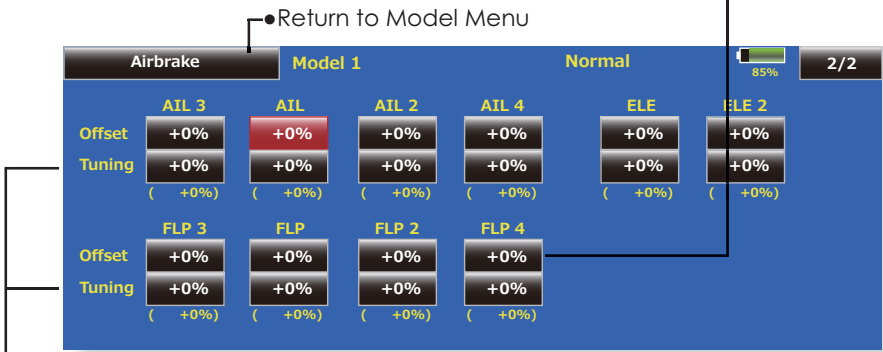 ●Return to Model Menu
Airbrake Model 1 Normal 85% 2/2
AIL 3 AIL AIL 2 AIL 4 ELE ELE 2
Offset +0% +0% +0% +0% +0% +0%
Tuning +0% +0% +0% +0% +0% +0%
( +0%) ( +0%) ( +0%) ( +0%) ( +0%) ( +0%)
FLP 3 FLP FLP 2 FLP 4
Offset +0% +0% +0% +0%
Tuning +0% +0% +0% +0%
( +0%) ( +0%) ( +0%) ( +0%)